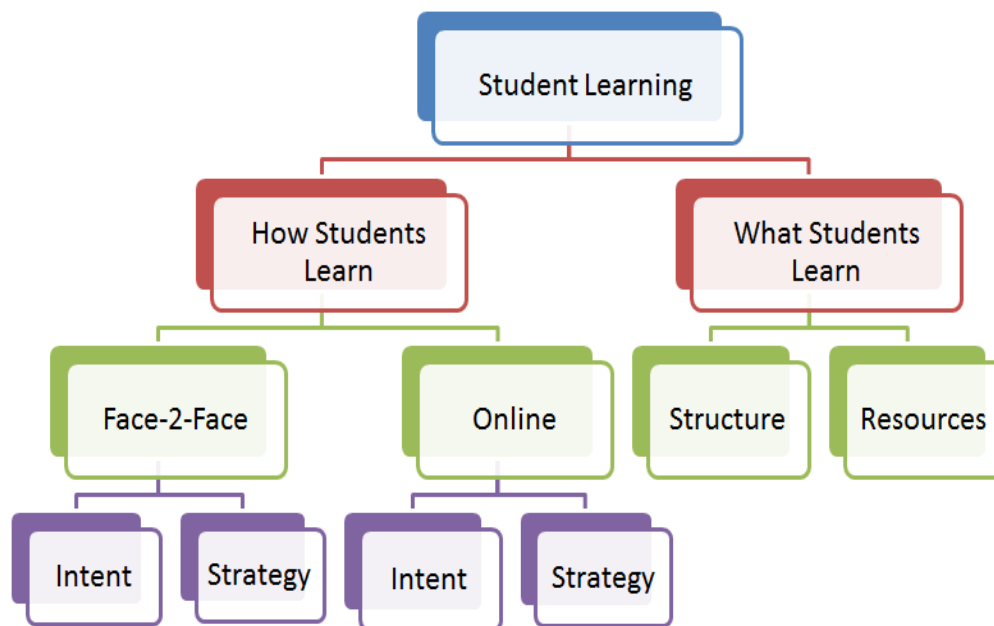 Student Learning
How Students
Learn
What Students
Learn
Face-2-Face
Online
Structure
Resources
Intent
Strategy
Intent
Strategy